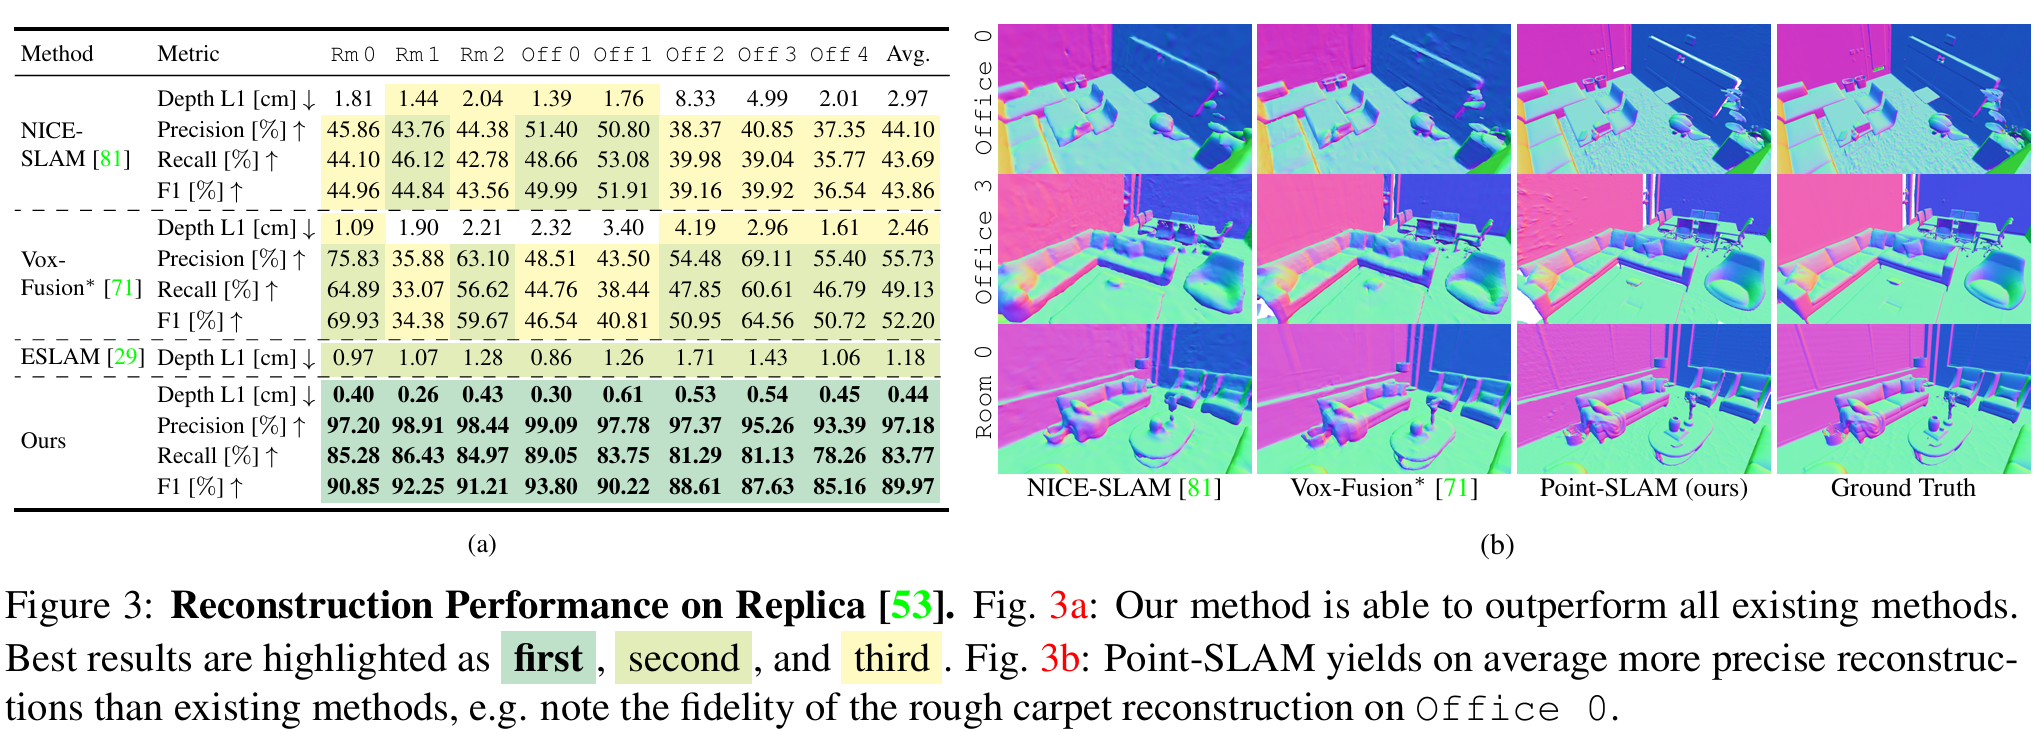 Method Metric Rm 0 Rm 1 Rm 2 Off 0 Off 1 Off 2 Off 3 Off 4 Avg.
NICE-SLAM [81]
Depth L1 [cm] ↓ 1.81 1.44 2.04 1.39 1.76 8.33 4.99 2.01 2.97
Precision [%] ↑ 45.86 43.76 44.38 51.40 50.80 38.37 40.85 37.35 44.10
Recall [%] ↑ 44.10 46.12 42.78 48.66 53.08 39.98 39.04 35.77 43.69
F1 [%] ↑ 44.96 44.84 43.56 49.99 51.91 39.16 39.92 36.54 43.86
Vox-Fusion* [71]
Depth L1 [cm] ↓ 1.09 1.90 2.21 2.32 3.40 4.19 2.96 1.61 2.46
Precision [%] ↑ 75.83 35.88 63.10 48.51 43.50 54.48 69.11 55.40 55.73
Recall [%] ↑ 64.89 33.07 56.62 44.76 38.44 47.85 60.61 46.79 49.13
F1 [%] ↑ 69.93 34.38 59.67 46.54 40.81 50.95 64.56 50.72 52.20
ESLAM [29] Depth L1 [cm] ↓ 0.97 1.07 1.28 0.86 1.26 1.71 1.43 1.06 1.18
Ours
Depth L1 [cm] ↓ 0.40 0.26 0.43 0.30 0.61 0.53 0.54 0.45 0.44
Precision [%] ↑ 97.20 98.91 98.44 99.09 97.78 97.37 95.26 93.39 97.18
Recall [%] ↑ 85.28 86.43 84.97 89.05 83.75 81.29 81.13 78.26 83.77
F1 [%] ↑ 90.85 92.25 91.21 93.80 90.22 88.61 87.63 85.16 89.97
(a)
Office 0
Office 3
Room 0
NICE-SLAM [81] Vox-Fusion* [71] Point-SLAM (ours) Ground Truth
(b)
Figure 3: Reconstruction Performance on Replica [53]. Fig. 3a: Our method is able to outperform all existing methods.
Best results are highlighted as first, second, and third. Fig. 3b: Point-SLAM yields on average more precise reconstruc-
tions than existing methods, e.g. note the fidelity of the rough carpet reconstruction on Office 0.